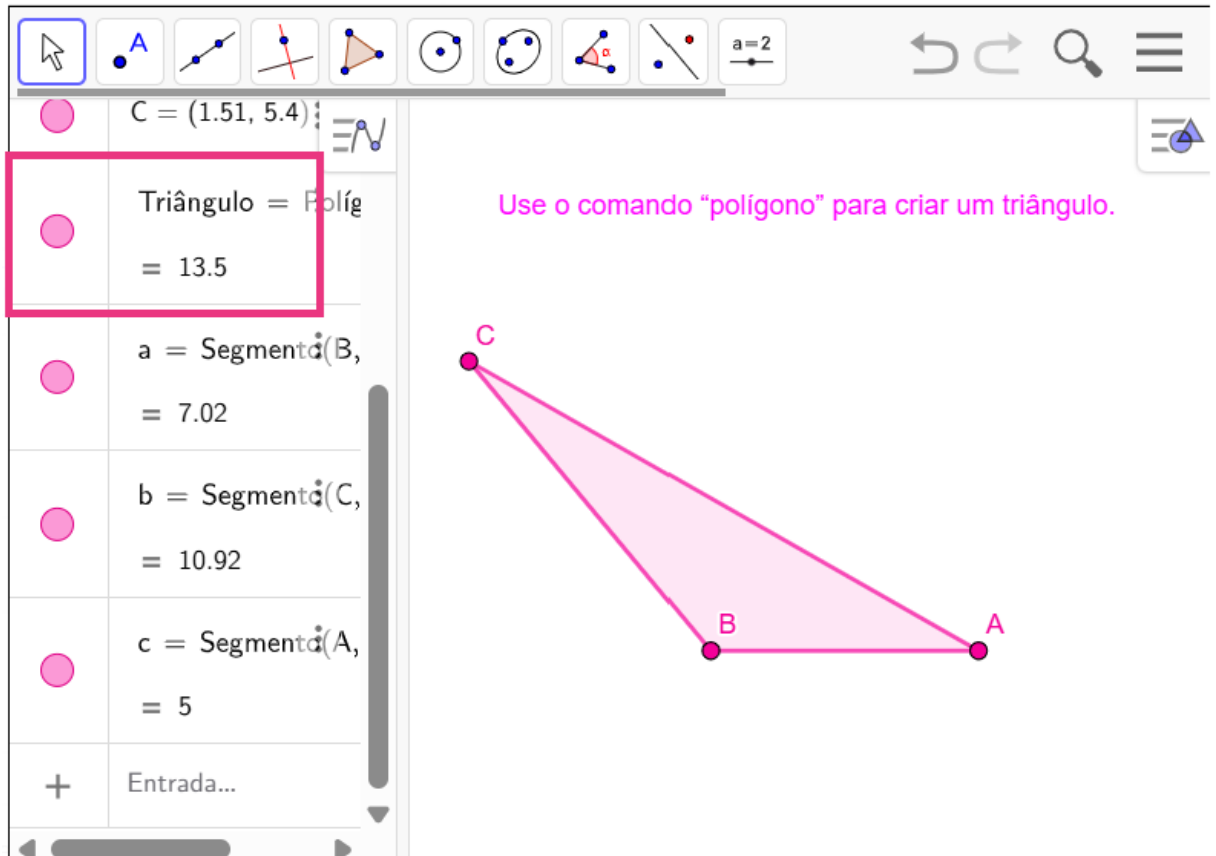 A
α
a=2
C = (1.51, 5.4)
Triângulo = Políg
= 13.5
a = Segmento(B,
= 7.02
b = Segmento(C,
= 10.92
c = Segmento(A,
= 5
+ Entrada...
Use o comando “polígono” para criar um triângulo.
C
B
A